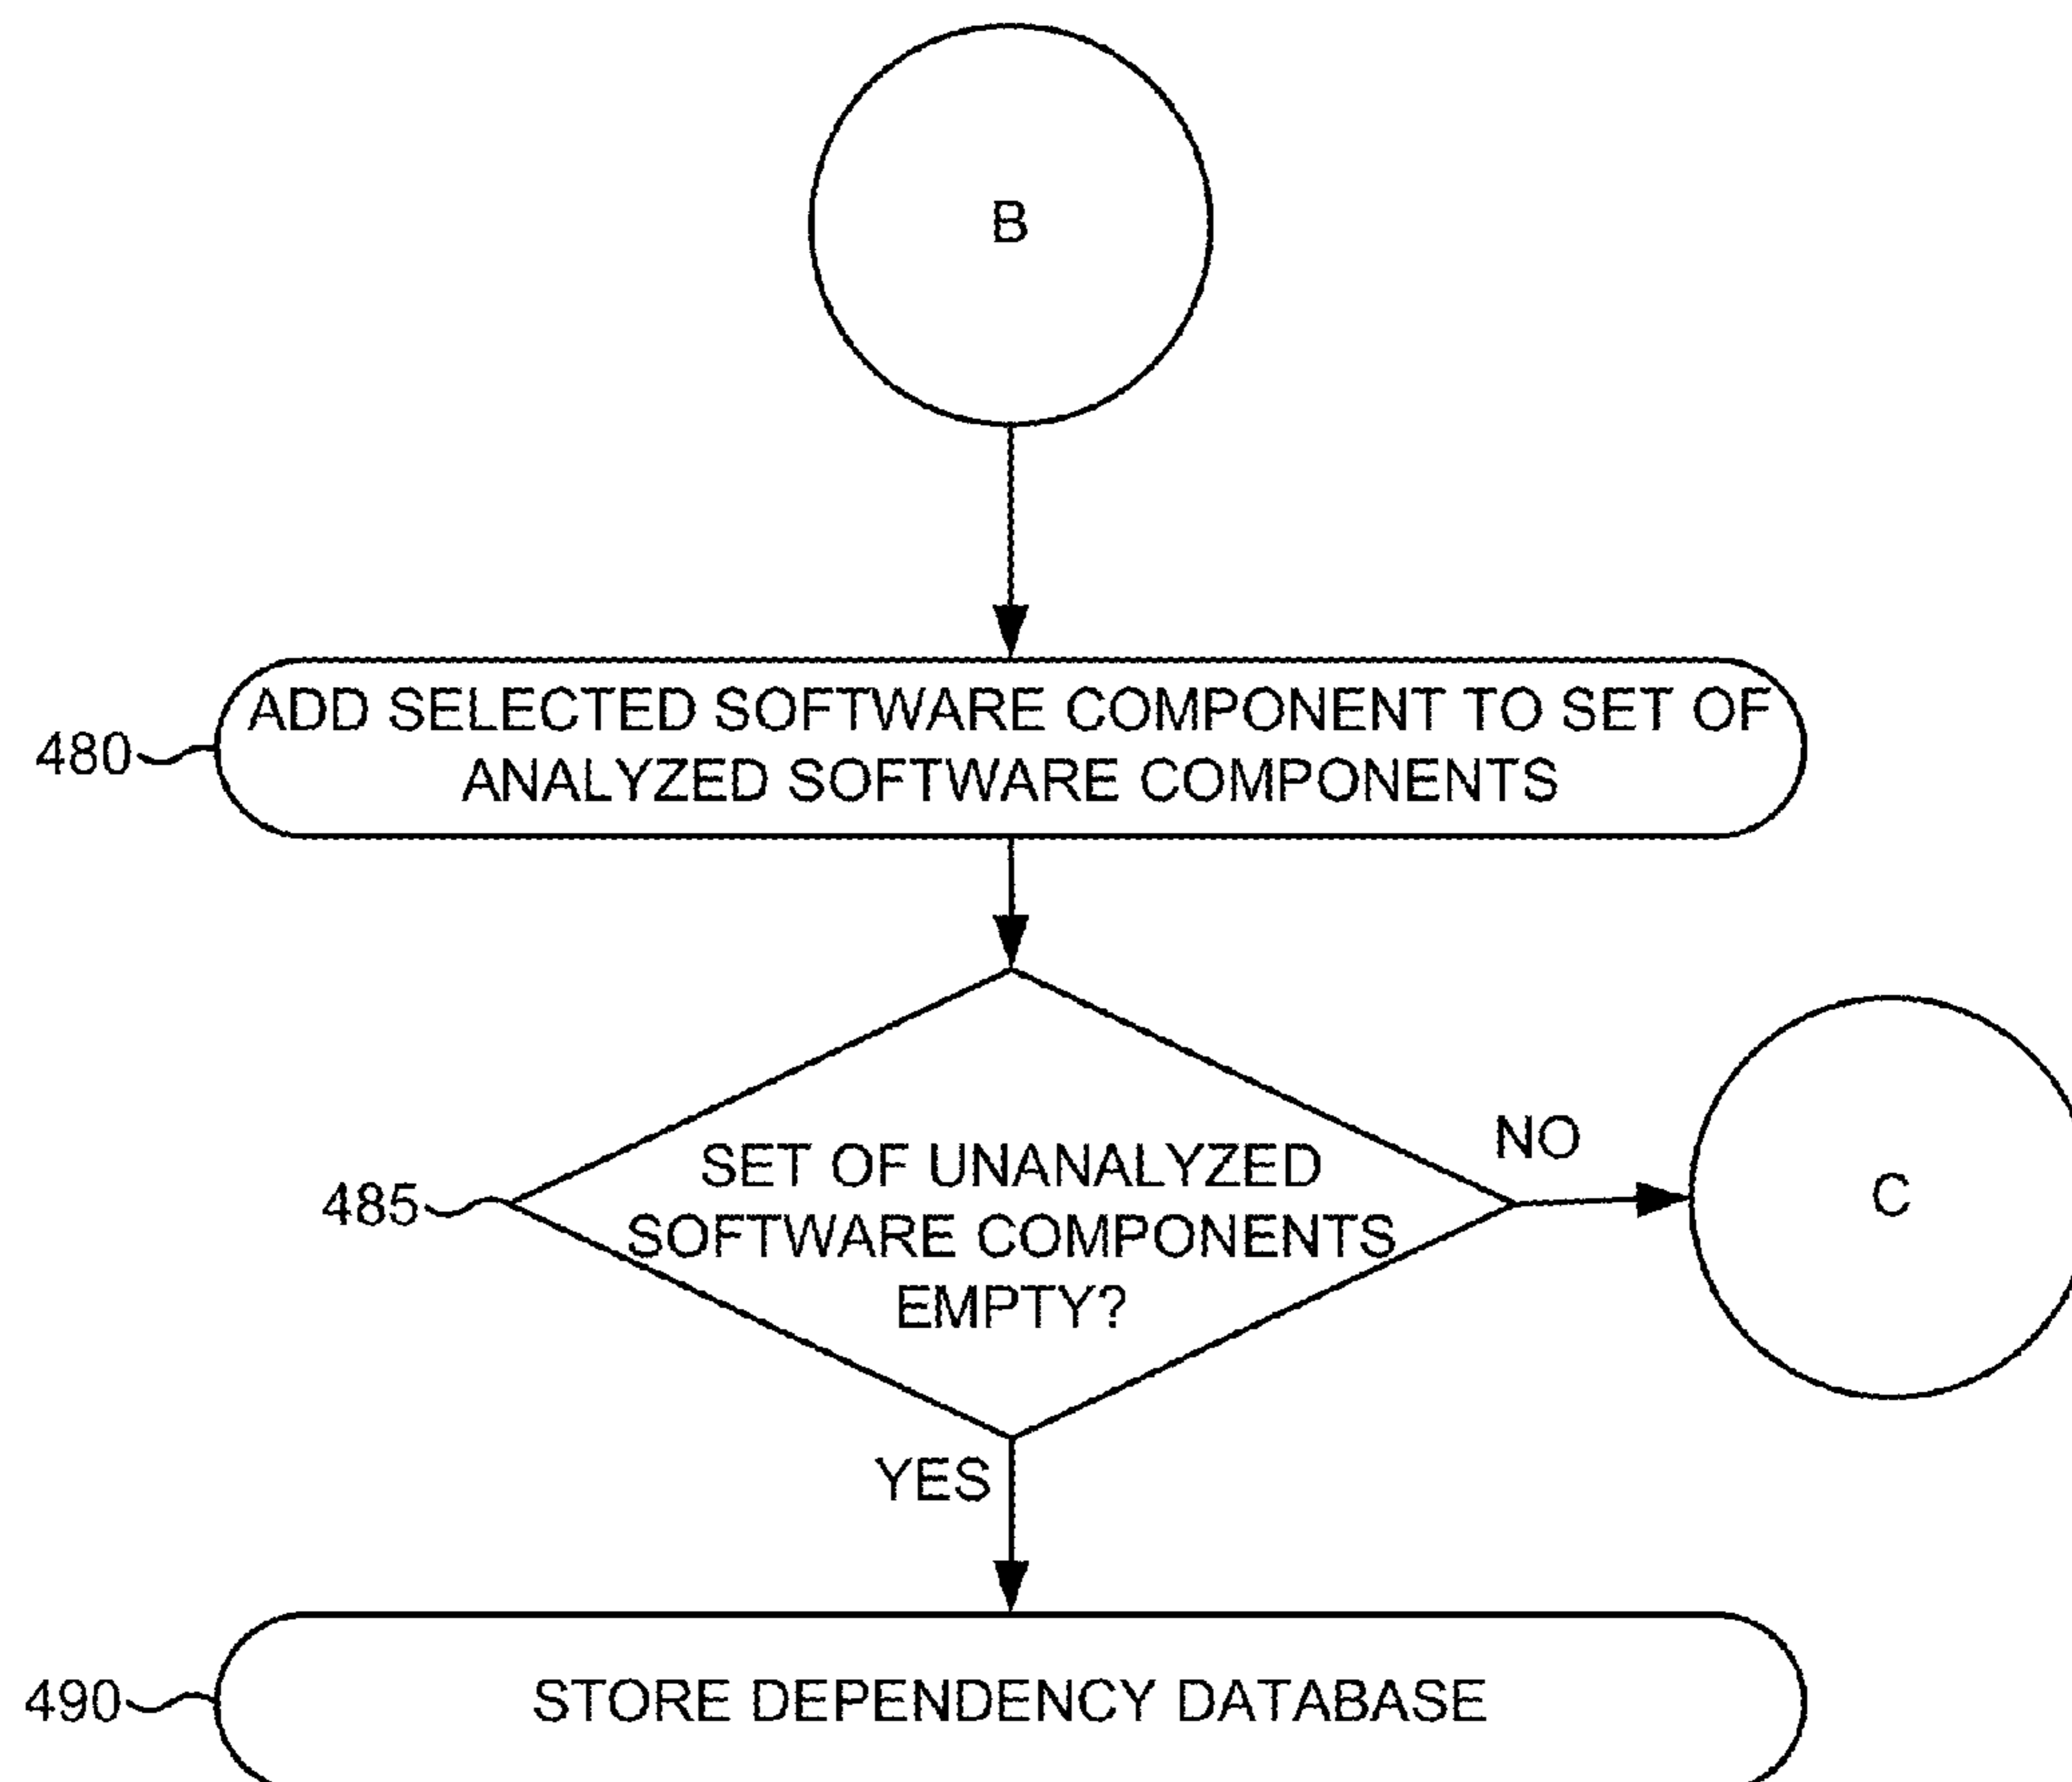 B
ADD SELECTED SOFTWARE COMPONENT TO SET OF
ANALYZED SOFTWARE COMPONENTS
480
SET OF UNANALYZED
SOFTWARE COMPONENTS
EMPTY?
485
NO
C
YES
STORE DEPENDENCY DATABASE
490